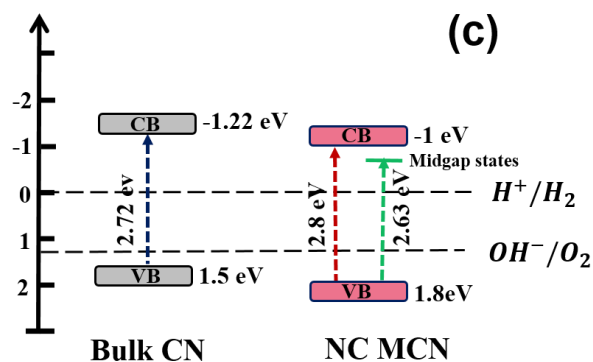 (c)
-2
-1
0
1
2
CB
-1.22 eV
2.72 ev
VB
1.5 eV
Bulk CN
CB
-1 eV
Midgap states
2.8 eV
2.63 eV
VB
1.8eV
NC MCN
H⁺/H₂
OH⁻/O₂